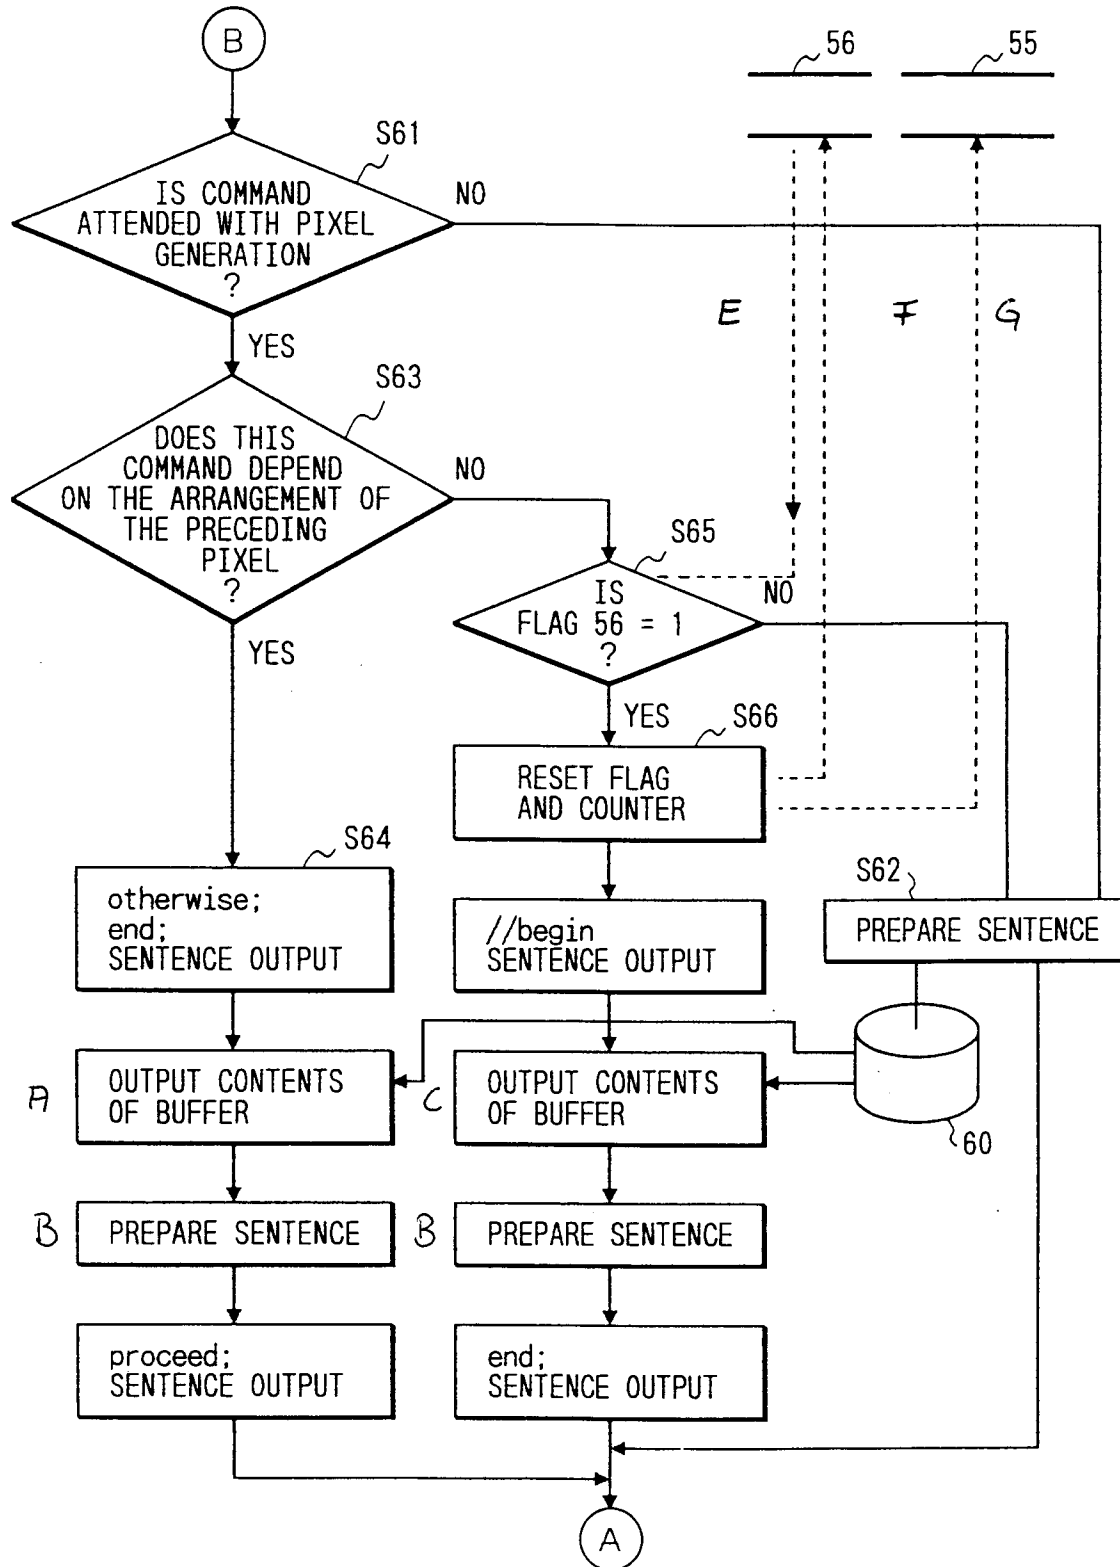 B
56
55
S61
IS COMMAND
ATTENDED WITH PIXEL
GENERATION
?
NO
YES
E
F
G
S63
DOES THIS
COMMAND DEPEND
ON THE ARRANGEMENT OF
THE PRECEDING
PIXEL
?
NO
YES
S65
IS
FLAG 56 = 1
?
NO
YES
S66
RESET FLAG
AND COUNTER
S64
otherwise;
end;
SENTENCE OUTPUT
//begin
SENTENCE OUTPUT
S62
PREPARE SENTENCE
A
OUTPUT CONTENTS
OF BUFFER
C
OUTPUT CONTENTS
OF BUFFER
60
B
PREPARE SENTENCE
B
PREPARE SENTENCE
proceed;
SENTENCE OUTPUT
end;
SENTENCE OUTPUT
A